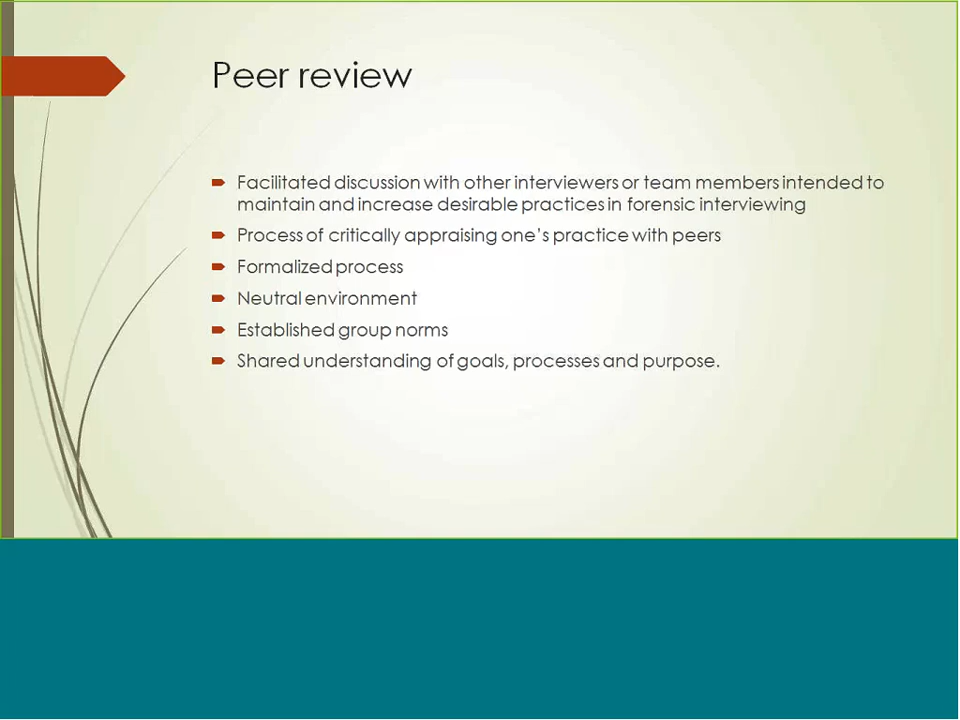 Peer review
Facilitated discussion with other interviewers or team members intended to
maintain and increase desirable practices in forensic interviewing
Process of critically appraising one's practice with peers
Formalized process
Neutral environment
Established group norms
Shared understanding of goals, processes and purpose.